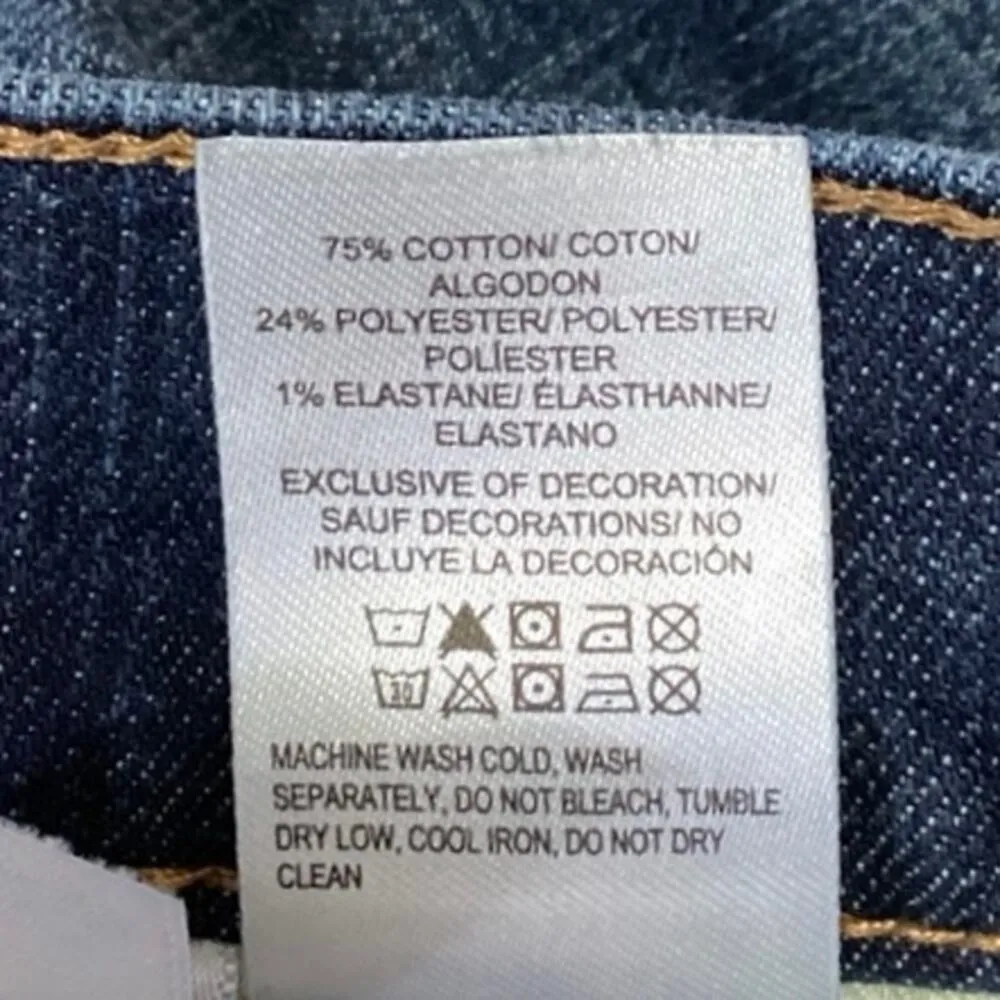 75% COTTON/ COTON/
ALGODON
24% POLYESTER/ POLYESTER/
POLÍESTER
1% ELASTANE/ ÉLASTHANNE/
ELASTANO
EXCLUSIVE OF DECORATION/
SAUF DECORATIONS/ NO
INCLUYE LA DECORACIÓN
30
MACHINE WASH COLD, WASH
SEPARATELY, DO NOT BLEACH, TUMBLE
DRY LOW, COOL IRON, DO NOT DRY
CLEAN